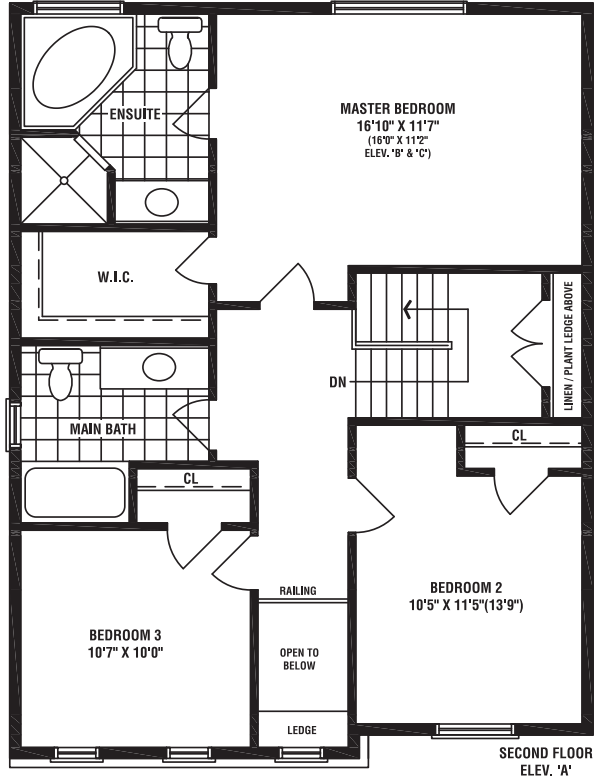 ENSUITE
MASTER BEDROOM
16'10" X 11'7"
(16'0" X 11'2"
ELEV. 'B' & 'C')
W.I.C.
LINEN / PLANT LEDGE ABOVE
DN
MAIN BATH
CL
CL
BEDROOM 2
10'5" X 11'5"(13'9")
RAILING
BEDROOM 3
10'7" X 10'0"
OPEN TO
BELOW
LEDGE
SECOND FLOOR
ELEV. 'A'